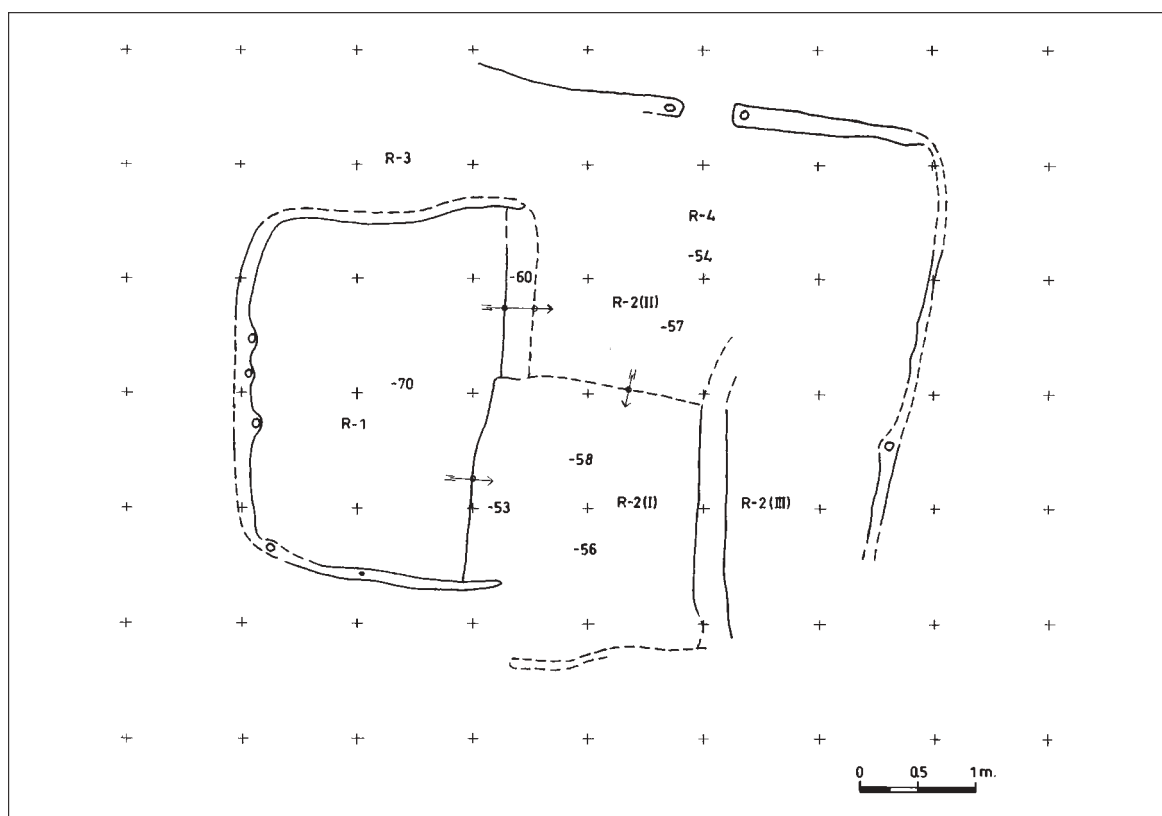 R-3
R-4
-54
-60
R-2(II)
-57
-70
R-1
-58
-53
R-2(I)
R-2(III)
-56
0 0.5 1 m.